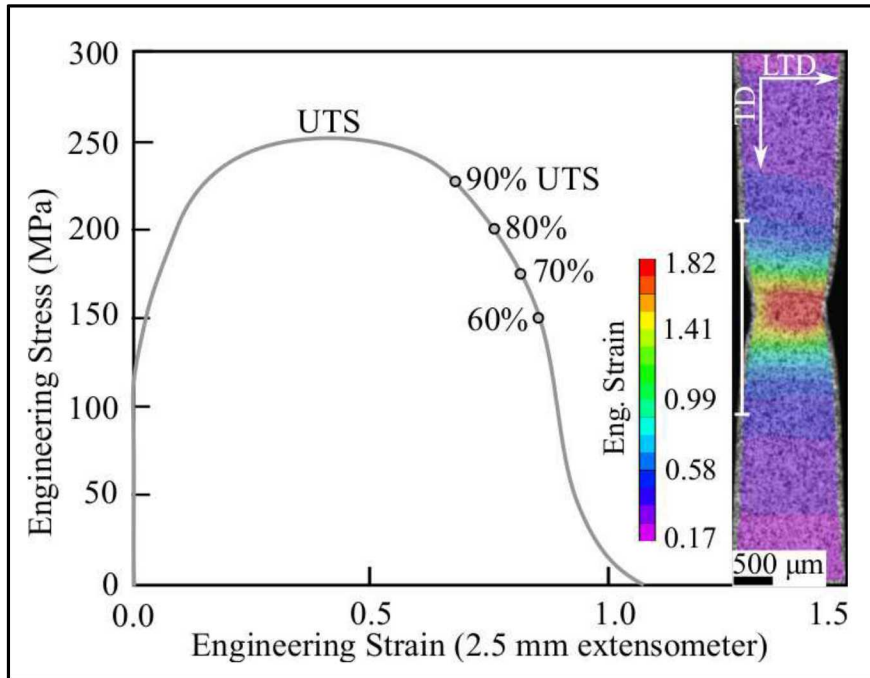 300
250
200
150
100
50
0
Engineering Stress (MPa)
UTS
90% UTS
80%
70%
60%
0.0
0.5
1.0
1.5
Engineering Strain (2.5 mm extensometer)
Eng. Strain
1.82
1.41
0.99
0.58
0.17
LTD
TD
500 μm